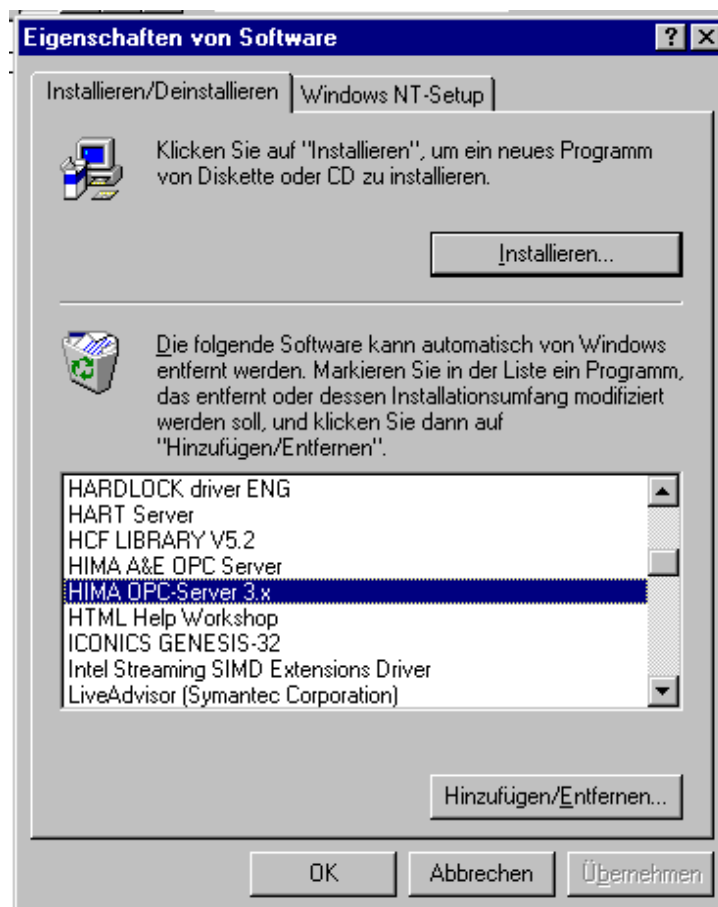 Eigenschaften von Software
Installieren/Deinstallieren
Windows NT-Setup
Klicken Sie auf "Installieren", um ein neues Programm
von Diskette oder CD zu installieren.
Installieren...
Die folgende Software kann automatisch von Windows
entfernt werden. Markieren Sie in der Liste ein Programm,
das entfernt oder dessen Installationsumfang modifiziert
werden soll, und klicken Sie dann auf
"Hinzufügen/Entfernen".
HARDLOCK driver ENG
HART Server
HCF LIBRARY V5.2
HIMA A&E OPC Server
HIMA OPC-Server 3.x
HTML Help Workshop
ICONICS GENESIS-32
Intel Streaming SIMD Extensions Driver
LiveAdvisor (Symantec Corporation)
Hinzufügen/Entfernen...
OK
Abbrechen
Übernehmen